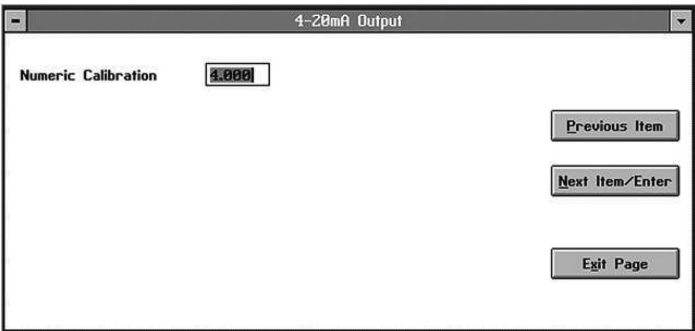 4-20mA Output
Numeric Calibration 4.000
Previous Item
Next Item/Enter
Exit Page